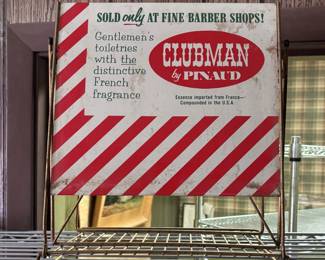 SOLD only AT FINE BARBER SHOPS!
Gentlemen's
toiletries
with the
distinctive
French
fragrance
CLUBMAN
by PINAUD
Essence imported from France—
Compounded in the U.S.A